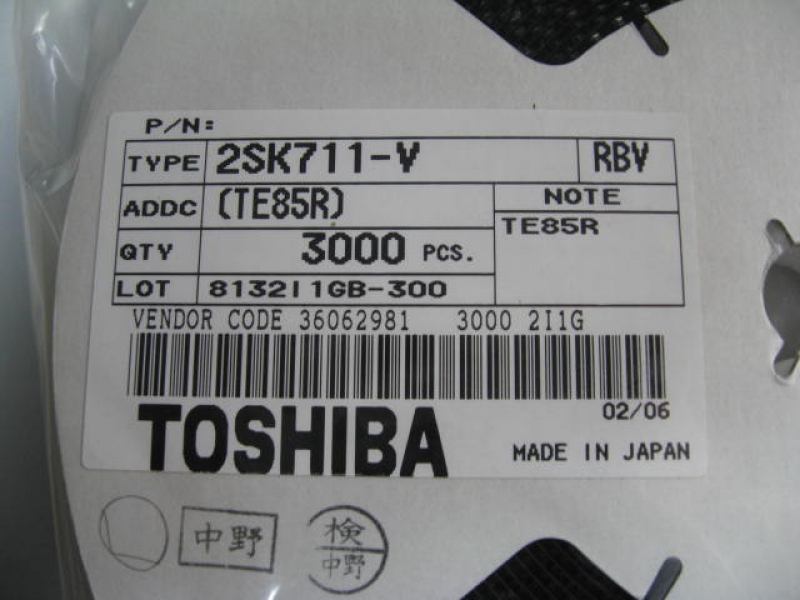 P/N:
TYPE 2SK711-V RBV
ADDC (TE85R) NOTE
TE85R
QTY 3000 PCS.
LOT 8132I1GB-300
VENDOR CODE 36062981 3000 2I1G
02/06
TOSHIBA MADE IN JAPAN
中野 検
中野